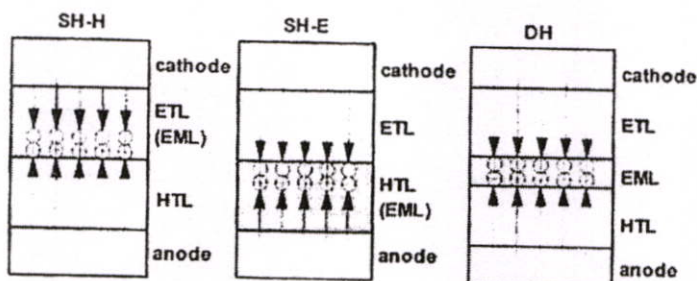 SH-H
cathode
ETL
(EML)
HTL
anode
SH-E
cathode
ETL
HTL
(EML)
anode
DH
cathode
ETL
EML
HTL
anode